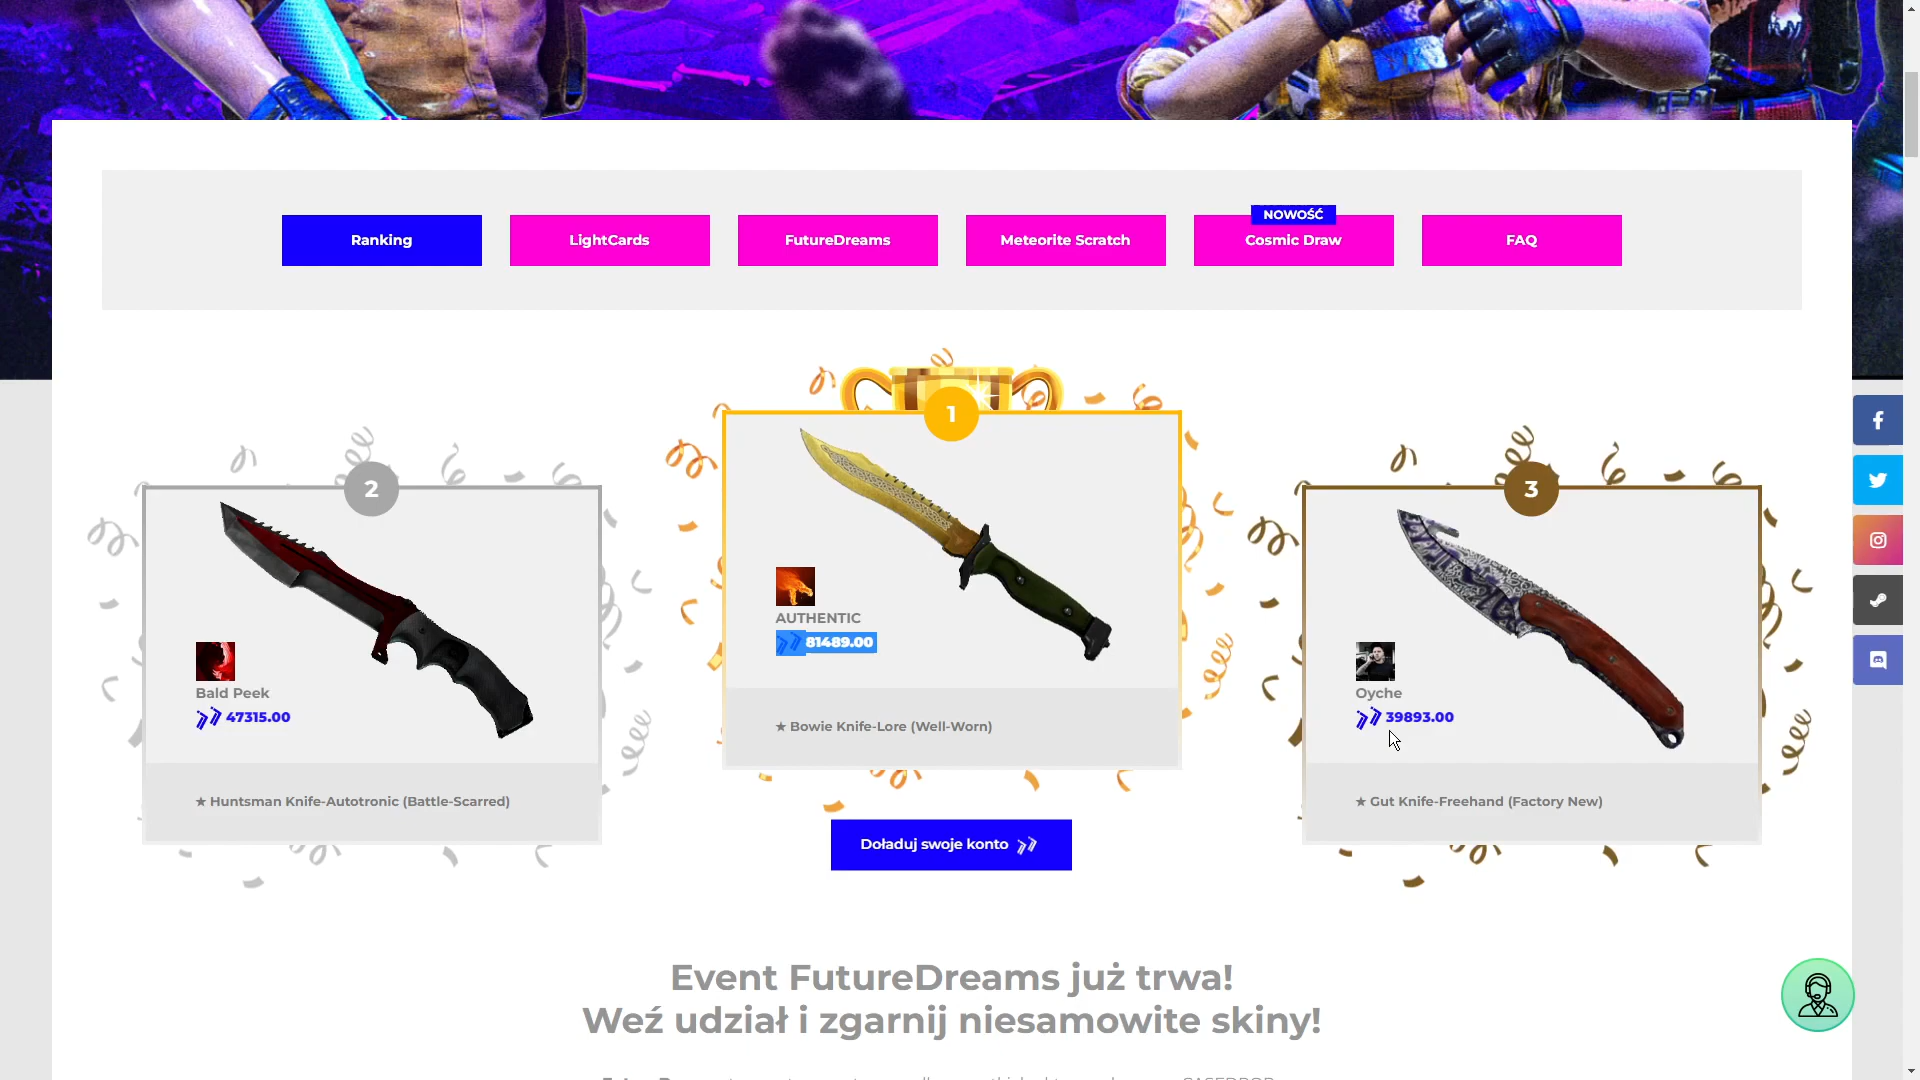 Ranking
LightCards
FutureDreams
Meteorite Scratch
NOWOŚĆ
Cosmic Draw
FAQ
1
AUTHENTIC
81489.00
★ Bowie Knife-Lore (Well-Worn)
2
Bald Peek
47315.00
★ Huntsman Knife-Autotronic (Battle-Scarred)
3
Oyche
39893.00
★ Gut Knife-Freehand (Factory New)
Doładuj swoje konto
Event FutureDreams już trwa!
Weź udział i zgarnij niesamowite skiny!